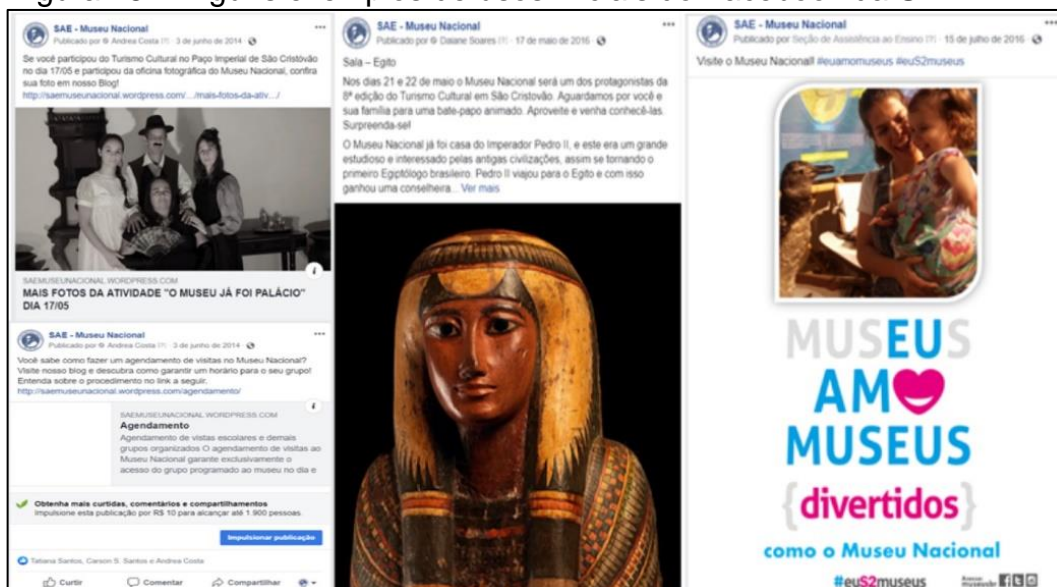 SAE - Museu Nacional
Publicado por Andrea Costa [?] · 3 de junho de 2014 ·
Se você participou do Turismo Cultural no Paço Imperial de São Cristóvão
no dia 17/05 e participou da oficina fotográfica do Museu Nacional, confira
sua foto em nosso Blog!
http://saemuseunacional.wordpress.com/.../mais-fotos-da-ativ.../
SAEMUSEUNACIONAL.WORDPRESS.COM
MAIS FOTOS DA ATIVIDADE "O MUSEU JÁ FOI PALÁCIO"
DIA 17/05
SAE - Museu Nacional
Publicado por Andrea Costa [?] · 3 de junho de 2014 ·
Você sabe como fazer um agendamento de visitas no Museu Nacional?
Visite nosso blog e descubra como garantir um horário para o seu grupo!
Entenda sobre o procedimento no link a seguir.
http://saemuseunacional.wordpress.com/agendamento/
SAEMUSEUNACIONAL.WORDPRESS.COM
Agendamento
Agendamento de vistas escolares e demais
grupos organizados O agendamento de visitas ao
Museu Nacional garante exclusivamente o
acesso do grupo programado ao museu no dia e
Obtenha mais curtidas, comentários e compartilhamentos
Impulsione esta publicação por R$ 10 para alcançar até 1.900 pessoas.
Impulsionar publicação
Tatiana Santos, Carson S. Santos e Andrea Costa
Curtir Comentar Compartilhar
SAE - Museu Nacional
Publicado por Daiane Soares [?] · 17 de maio de 2016 ·
Sala – Egito
Nos dias 21 e 22 de maio o Museu Nacional será um dos protagonistas da
8ª edição do Turismo Cultural em São Cristovão. Aguardamos por você e
sua família para uma bate-papo animado. Aproveite e venha conhecê-las.
Surpreenda-se!
O Museu Nacional já foi casa do Imperador Pedro II, e este era um grande
estudioso e interessado pelas antigas civilizações, assim se tornando o
primeiro Egiptólogo brasileiro. Pedro II viajou para o Egito e com isso
ganhou uma conselheira... Ver mais
SAE - Museu Nacional
Publicado por Seção de Assistência ao Ensino [?] · 15 de julho de 2016 ·
Visite o Museu Nacional! #euamomuseus #euS2museus
MUSEUS
AMO
MUSEUS
{divertidos}
como o Museu Nacional
#euS2museus